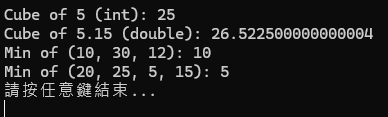 Cube of 5 (int): 25
Cube of 5.15 (double): 26.522500000000004
Min of (10, 30, 12): 10
Min of (20, 25, 5, 15): 5
請按任意鍵結束...